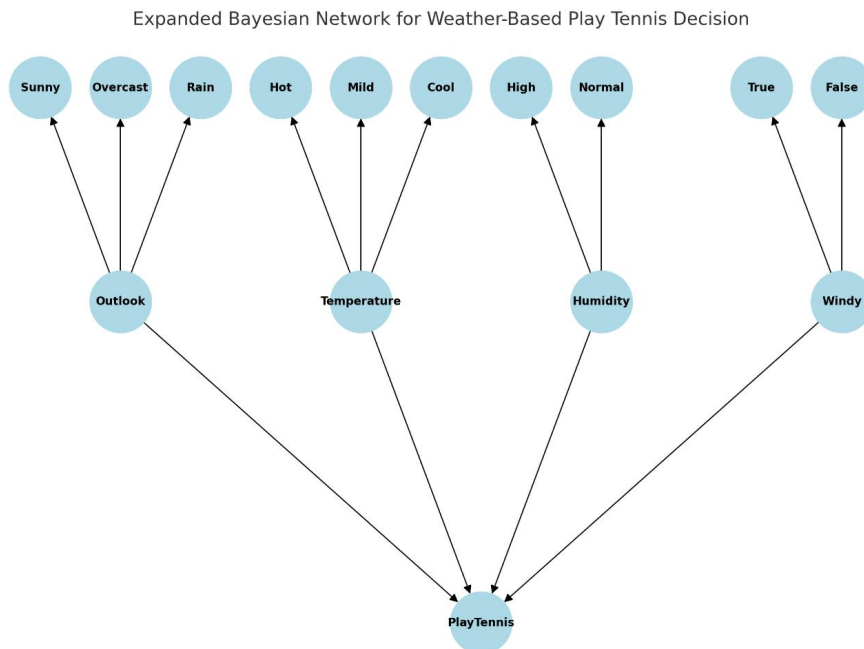 Expanded Bayesian Network for Weather-Based Play Tennis Decision
Sunny Overcast Rain Hot Mild Cool High Normal True False
Outlook Temperature Humidity Windy
PlayTennis